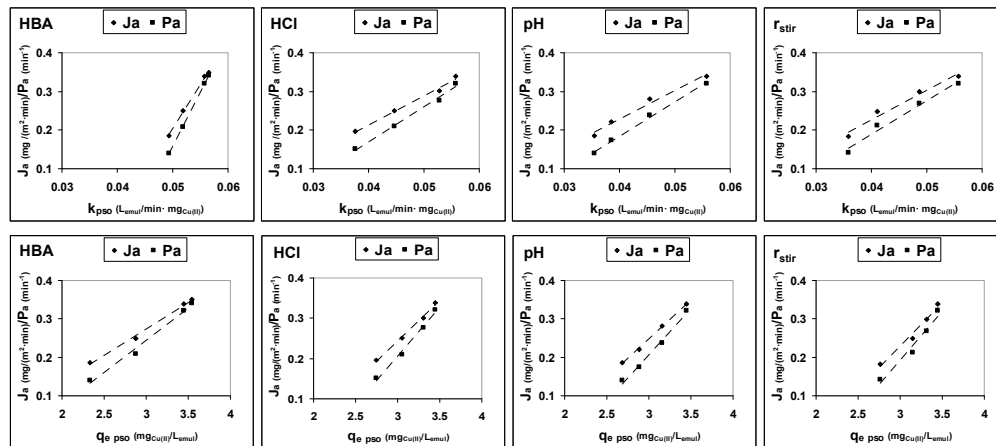 HBA
Ja Pa
Ja (mg /(m²·min)/Pa (min-1)
0.4
0.3
0.2
0.1
0.03 0.04 0.05 0.06
kpso (Lemul/min· mgCu(II))
HCl
Ja Pa
Ja (mg /(m²·min)/Pa (min-1)
0.4
0.3
0.2
0.1
0.03 0.04 0.05 0.06
kpso (Lemul/min· mgCu(II))
pH
Ja Pa
Ja (mg /(m²·min)/Pa (min-1)
0.4
0.3
0.2
0.1
0.03 0.04 0.05 0.06
kpso (Lemul/min· mgCu(II))
rstir
Ja Pa
Ja (mg /(m²·min)/Pa (min-1)
0.4
0.3
0.2
0.1
0.03 0.04 0.05 0.06
kpso (Lemul/min· mgCu(II))
HBA
Ja Pa
Ja (mg/(m²·min)/Pa (min-1)
0.4
0.3
0.2
0.1
2 2.5 3 3.5 4
qe pso (mgCu(II)/Lemul)
HCl
Ja Pa
Ja (mg/(m²·min)/Pa (min-1)
0.4
0.3
0.2
0.1
2 2.5 3 3.5 4
qe pso (mgCu(II)/Lemul)
pH
Ja Pa
Ja (mg/(m²·min)/Pa (min-1)
0.4
0.3
0.2
0.1
2 2.5 3 3.5 4
qe pso (mgCu(II)/Lemul)
rstir
Ja Pa
Ja (mg/(m²·min)/Pa (min-1)
0.4
0.3
0.2
0.1
2 2.5 3 3.5 4
qe pso (mgCu(II)/Lemul)